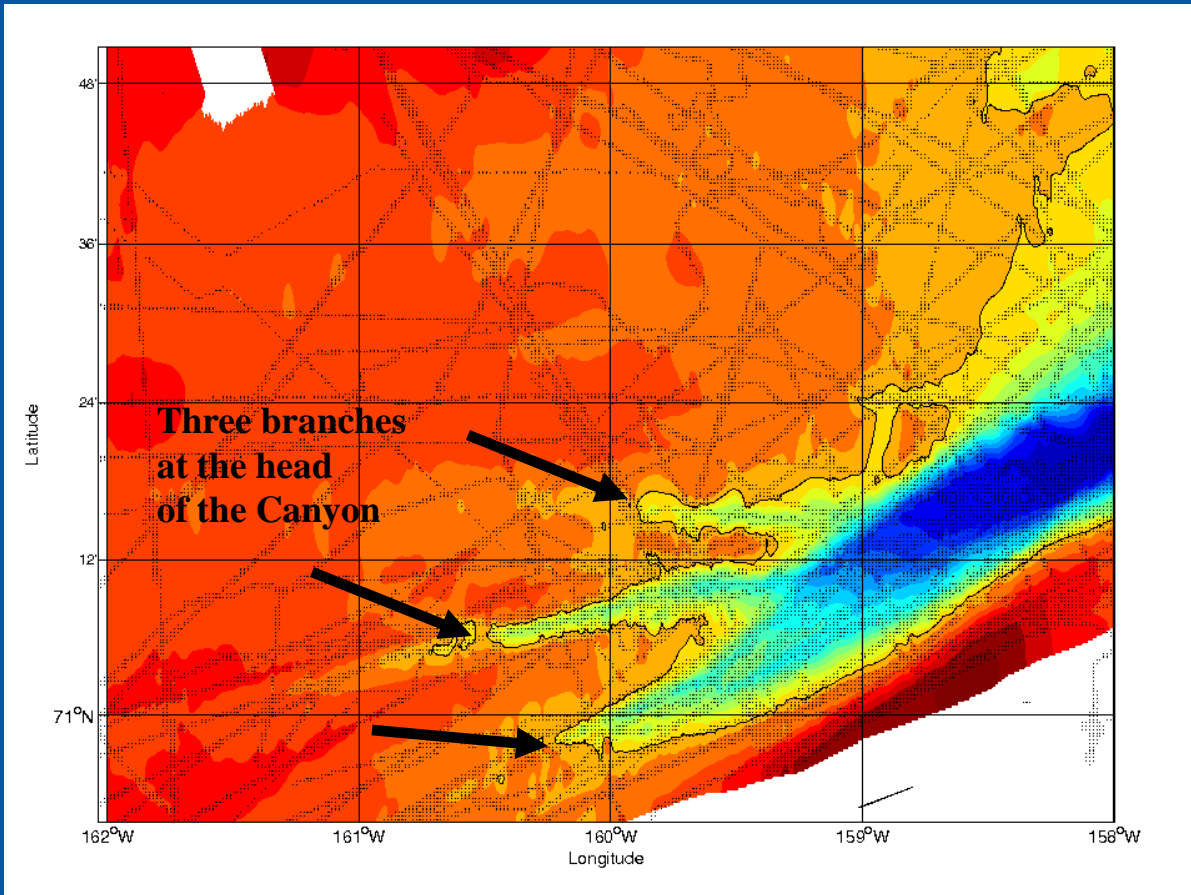 48'
36'
24'
12'
71°N
Latitude
Three branches
at the head
of the Canyon
162°W
161°W
160°W
159°W
158°W
Longitude